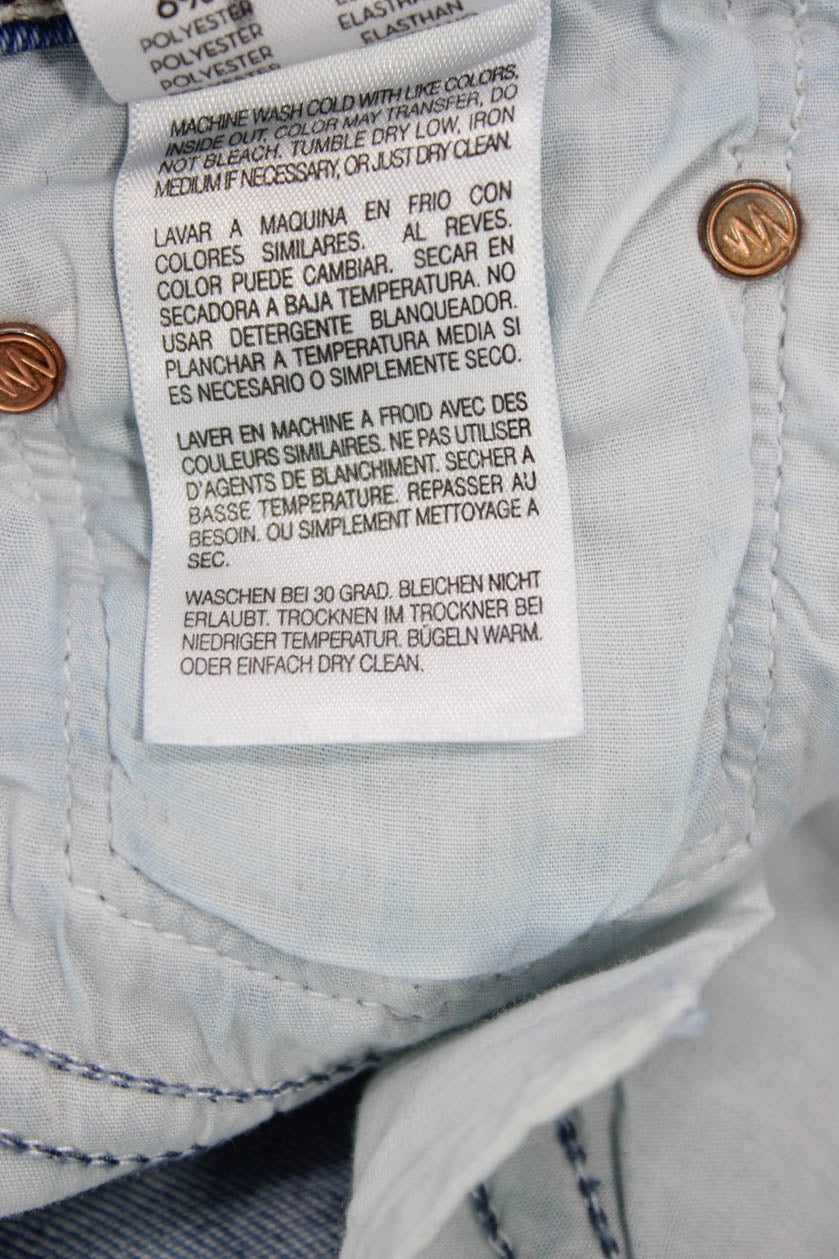 6%
POLYESTER
POLYESTER
POLYESTER
ELASTHAN
ELASTHAN
MACHINE WASH COLD WITH LIKE COLORS,
INSIDE OUT. COLOR MAY TRANSFER, DO
NOT BLEACH. TUMBLE DRY LOW, IRON
MEDIUM IF NECESSARY, OR JUST DRY CLEAN.
LAVAR A MAQUINA EN FRIO CON
COLORES SIMILARES. AL REVES.
COLOR PUEDE CAMBIAR. SECAR EN
SECADORA A BAJA TEMPERATURA. NO
USAR DETERGENTE BLANQUEADOR.
PLANCHAR A TEMPERATURA MEDIA SI
ES NECESARIO O SIMPLEMENTE SECO.
LAVER EN MACHINE A FROID AVEC DES
COULEURS SIMILAIRES. NE PAS UTILISER
D'AGENTS DE BLANCHIMENT. SECHER A
BASSE TEMPERATURE. REPASSER AU
BESOIN. OU SIMPLEMENT METTOYAGE A
SEC.
WASCHEN BEI 30 GRAD. BLEICHEN NICHT
ERLAUBT. TROCKNEN IM TROCKNER BEI
NIEDRIGER TEMPERATUR. BÜGELN WARM.
ODER EINFACH DRY CLEAN.